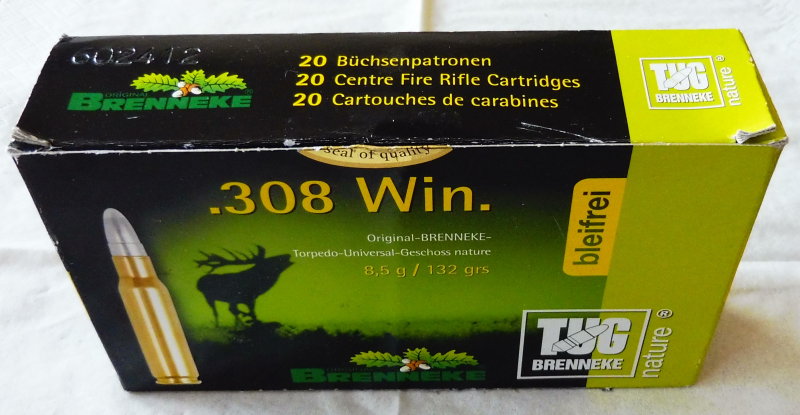 602412
ORIGINAL
BRENNEKE
20 Büchsenpatronen
20 Centre Fire Rifle Cartridges
20 Cartouches de carabines
TUG
BRENNEKE
nature®
seal of quality
.308 Win.
Original-BRENNEKE-
Torpedo-Universal-Geschoss nature
8,5 g / 132 grs
bleifrei
ORIGINAL
BRENNEKE
TUG
BRENNEKE
nature®